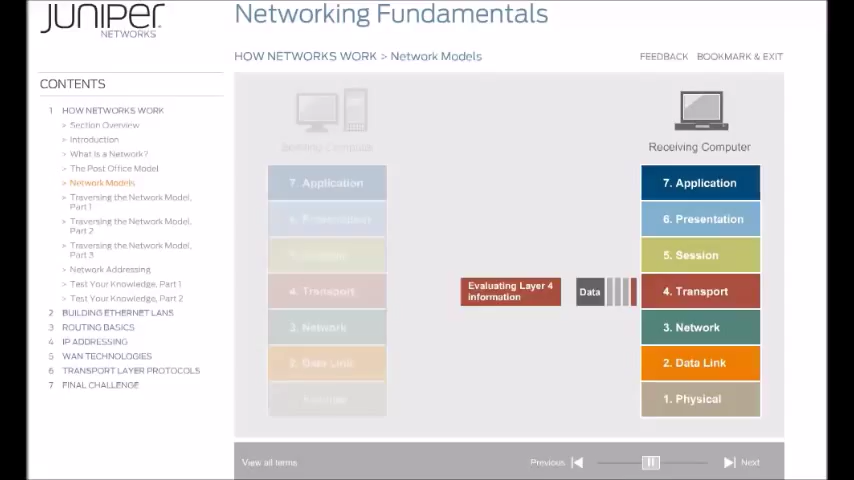 JUNIPER
NETWORKS
Networking Fundamentals
HOW NETWORKS WORK > Network Models
FEEDBACK BOOKMARK & EXIT
CONTENTS
1 HOW NETWORKS WORK
> Section Overview
> Introduction
> What is a Network?
> The Post Office Model
> Network Models
> Traversing the Network Model,
Part 1
> Traversing the Network Model,
Part 2
> Traversing the Network Model,
Part 3
> Network Addressing
> Test Your Knowledge, Part 1
> Test Your Knowledge, Part 2
2 BUILDING ETHERNET LANS
3 ROUTING BASICS
4 IP ADDRESSING
5 WAN TECHNOLOGIES
6 TRANSPORT LAYER PROTOCOLS
7 FINAL CHALLENGE
Sending Computer
7. Application
6. Presentation
4. Transport
3. Network
2. Data Link
Evaluating Layer 4
information
Data
Receiving Computer
7. Application
6. Presentation
5. Session
4. Transport
3. Network
2. Data Link
1. Physical
View all terms
Previous
Next